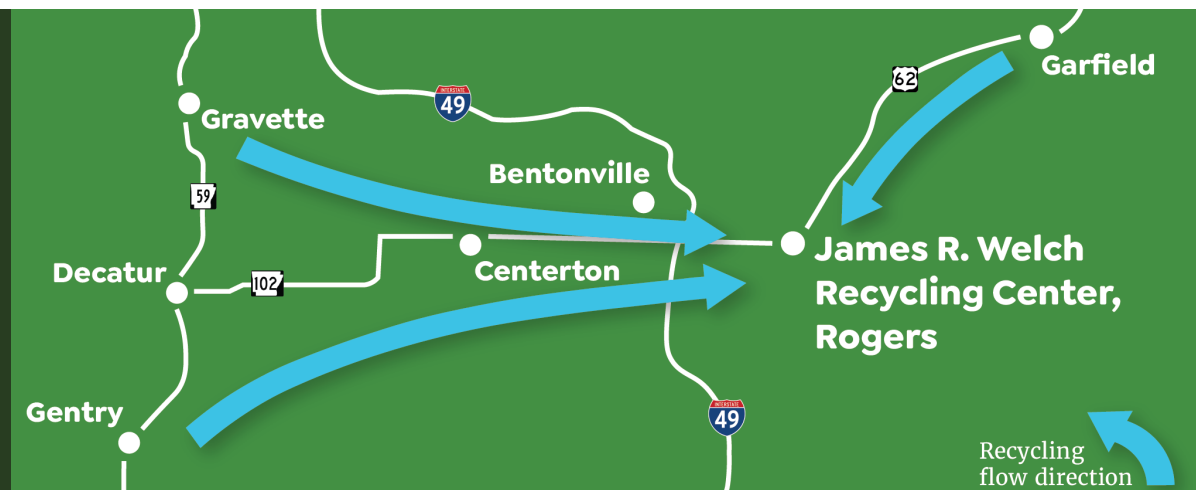 Garfield
62
INTERSTATE
49
Gravette
Bentonville
59
James R. Welch
Recycling Center,
Rogers
Centerton
Decatur
102
Gentry
INTERSTATE
49
Recycling
flow direction